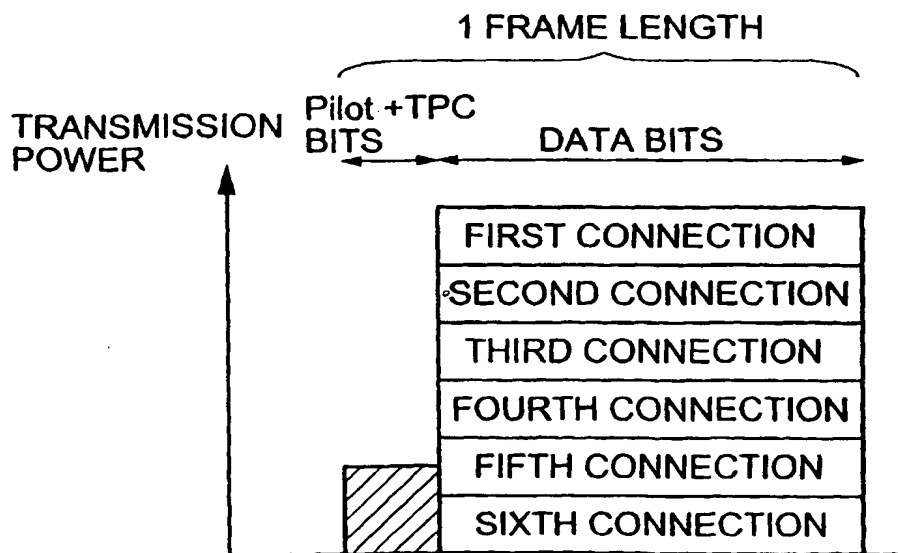 1 FRAME LENGTH
TRANSMISSION
POWER
Pilot +TPC
BITS
DATA BITS
FIRST CONNECTION
SECOND CONNECTION
THIRD CONNECTION
FOURTH CONNECTION
FIFTH CONNECTION
SIXTH CONNECTION